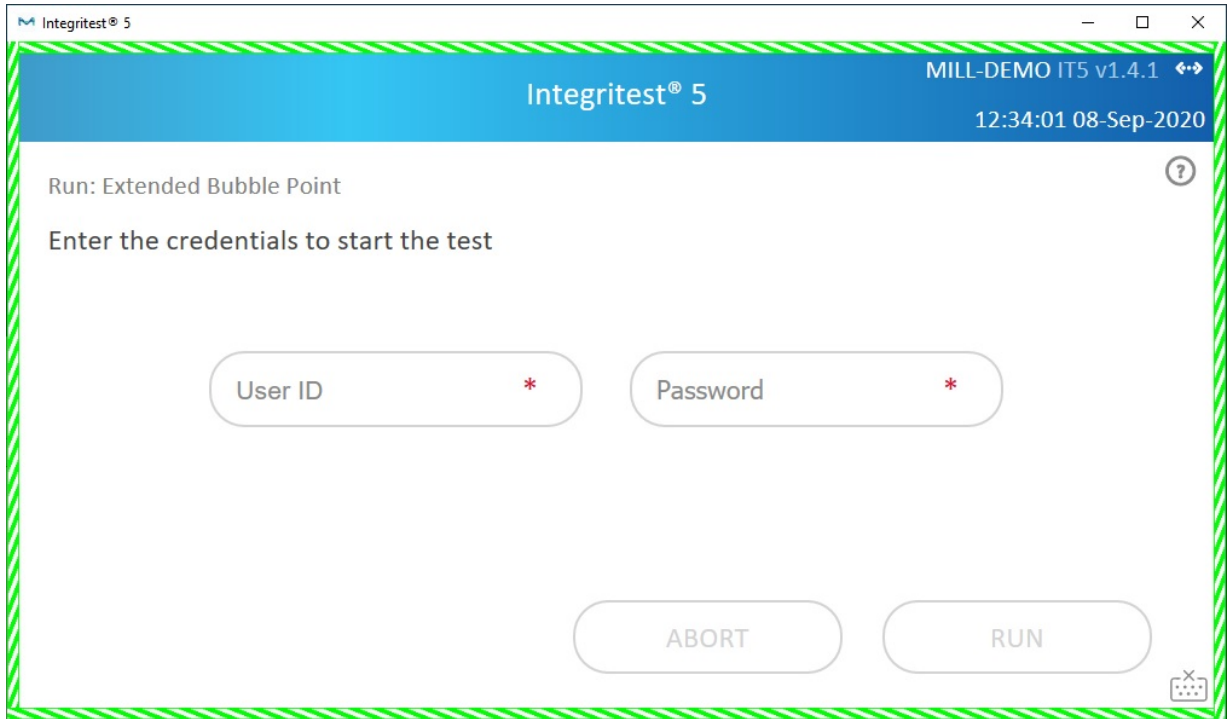 Integritest® 5
Integritest® 5
MILL-DEMO IT5 v1.4.1
12:34:01 08-Sep-2020
Run: Extended Bubble Point
?
Enter the credentials to start the test
User ID * Password *
ABORT RUN